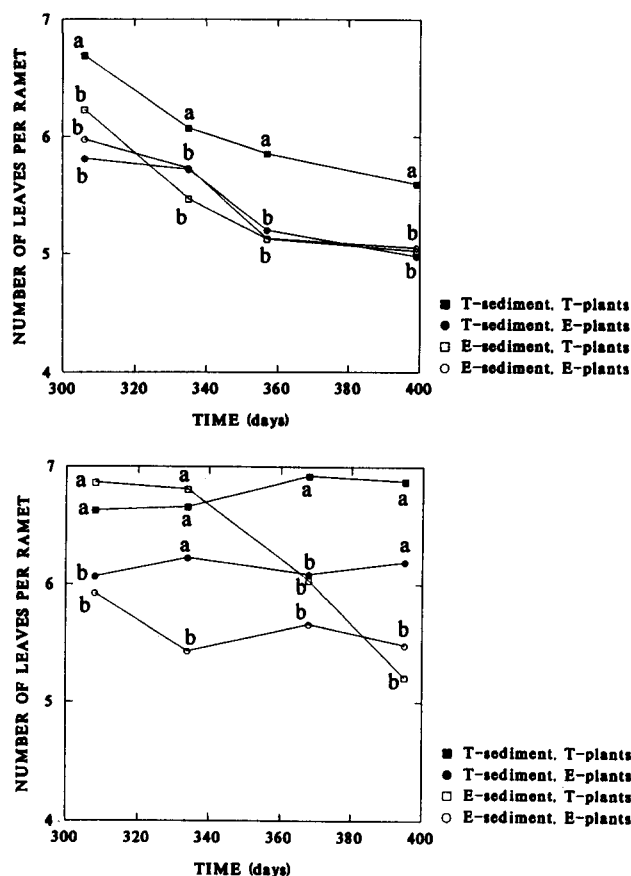 7
6
5
4
NUMBER OF LEAVES PER RAMET
a
a
a
a
b
b
b
b
b
b
b
b
b
b
300 320 340 360 380 400
TIME (days)
T-sediment, T-plants
T-sediment, E-plants
E-sediment, T-plants
E-sediment, E-plants
7
6
5
4
NUMBER OF LEAVES PER RAMET
a
a
a
a
a
a
a
a
b
b
b
b
b
b
b
b
300 320 340 360 380 400
TIME (days)
T-sediment, T-plants
T-sediment, E-plants
E-sediment, T-plants
E-sediment, E-plants